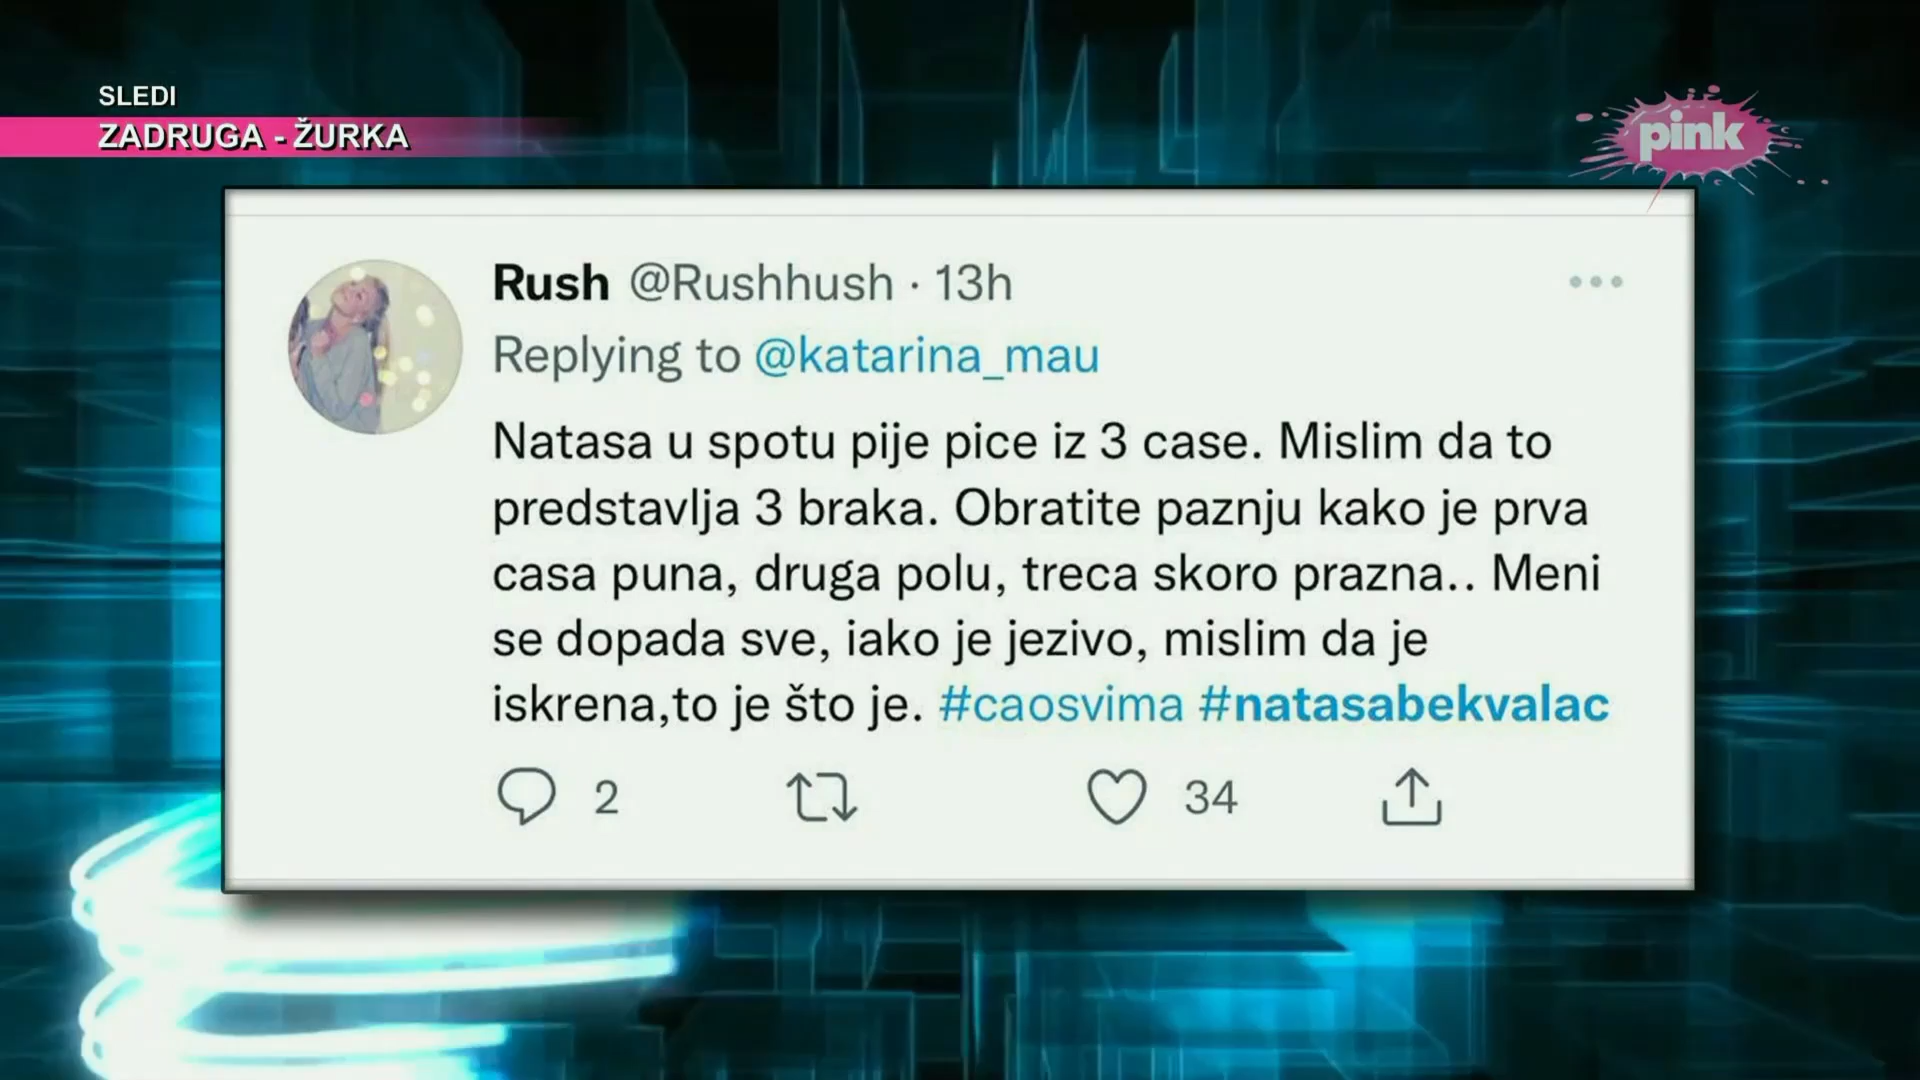 SLEDI
ZADRUGA - ŽURKA
pink
Rush @Rushhush · 13h
Replying to @katarina_mau
Natasa u spotu pije pice iz 3 case. Mislim da to
predstavlja 3 braka. Obratite paznju kako je prva
casa puna, druga polu, treca skoro prazna.. Meni
se dopada sve, iako je jezivo, mislim da je
iskrena,to je što je. #caosvima #natasabekvalac
2
34